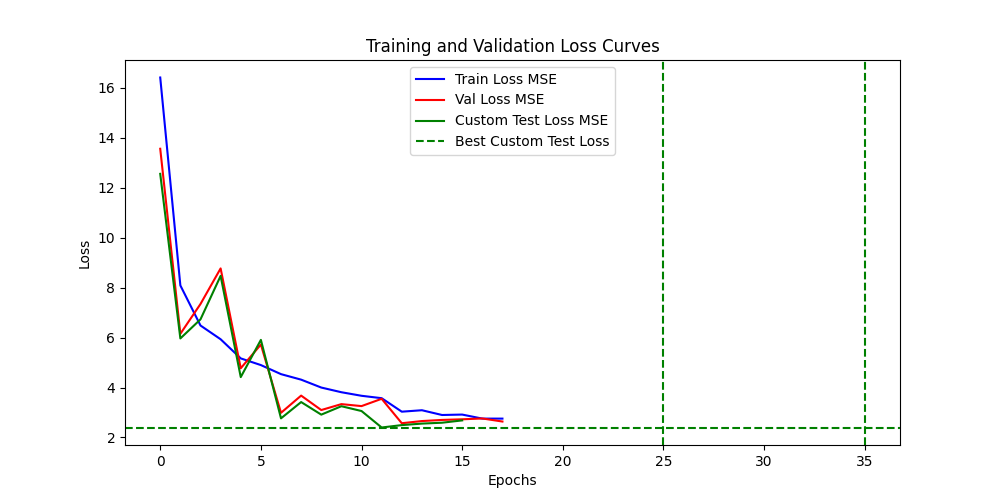 Training and Validation Loss Curves
Train Loss MSE
Val Loss MSE
Custom Test Loss MSE
Best Custom Test Loss
16
14
12
10
8
6
4
2
Loss
0 5 10 15 20 25 30 35
Epochs